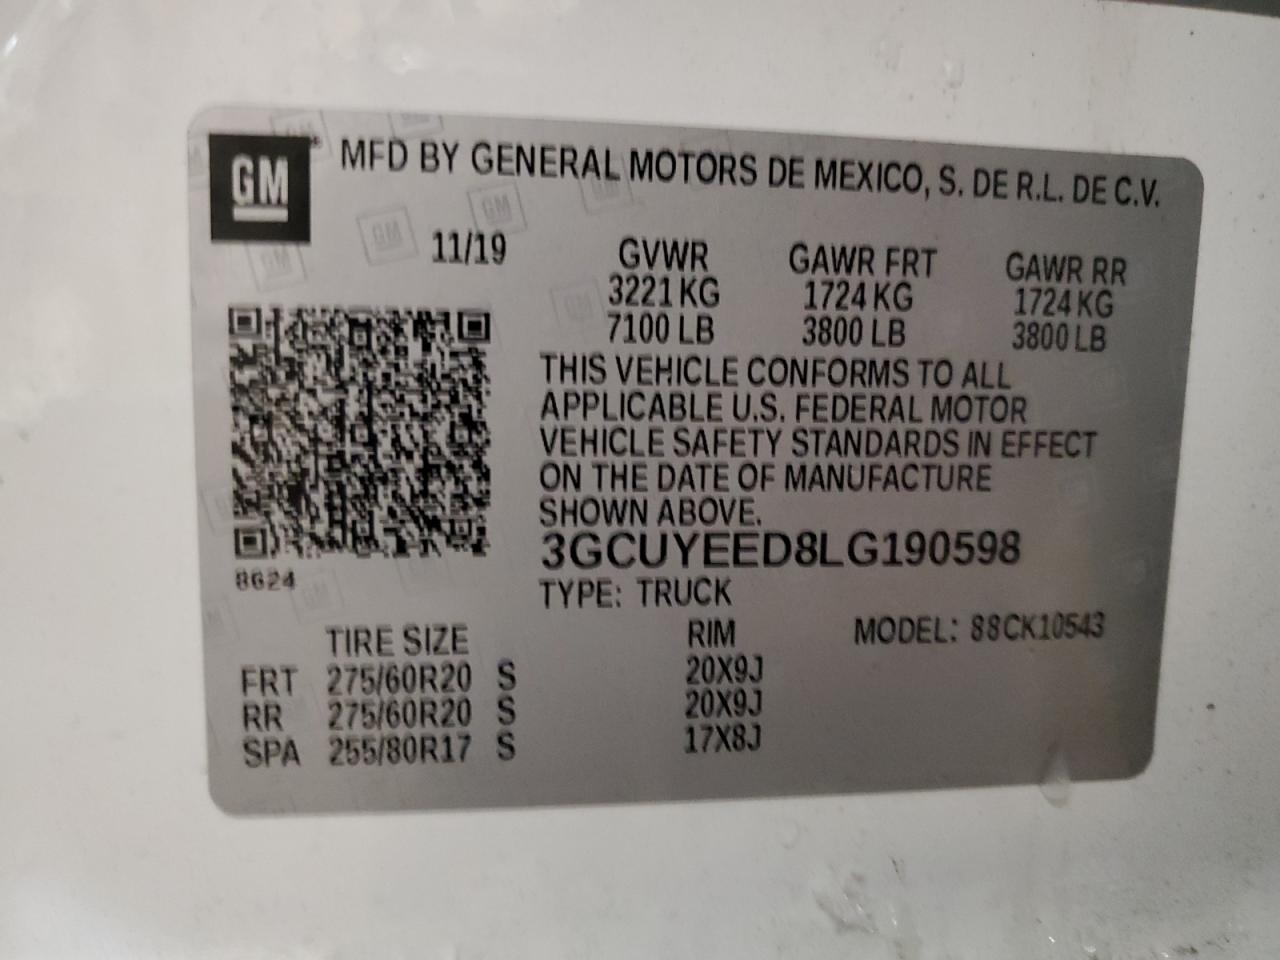 GM MFD BY GENERAL MOTORS DE MEXICO, S. DE R.L. DE C.V.
11/19 GVWR GAWR FRT GAWR RR
3221 KG 1724 KG 1724 KG
7100 LB 3800 LB 3800 LB
THIS VEHICLE CONFORMS TO ALL
APPLICABLE U.S. FEDERAL MOTOR
VEHICLE SAFETY STANDARDS IN EFFECT
ON THE DATE OF MANUFACTURE
SHOWN ABOVE.
3GCUYEED8LG190598
8624
TYPE: TRUCK
TIRE SIZE RIM MODEL: 88CK10543
FRT 275/60R20 S 20X9J
RR 275/60R20 S 20X9J
SPA 255/80R17 S 17X8J